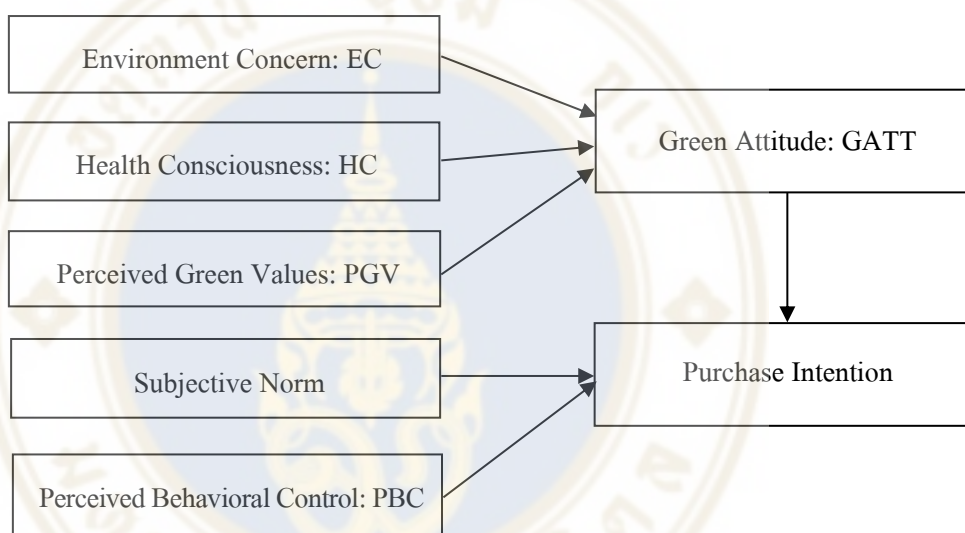 Environment Concern: EC
Health Consciousness: HC
Green Attitude: GATT
Perceived Green Values: PGV
Subjective Norm
Purchase Intention
Perceived Behavioral Control: PBC